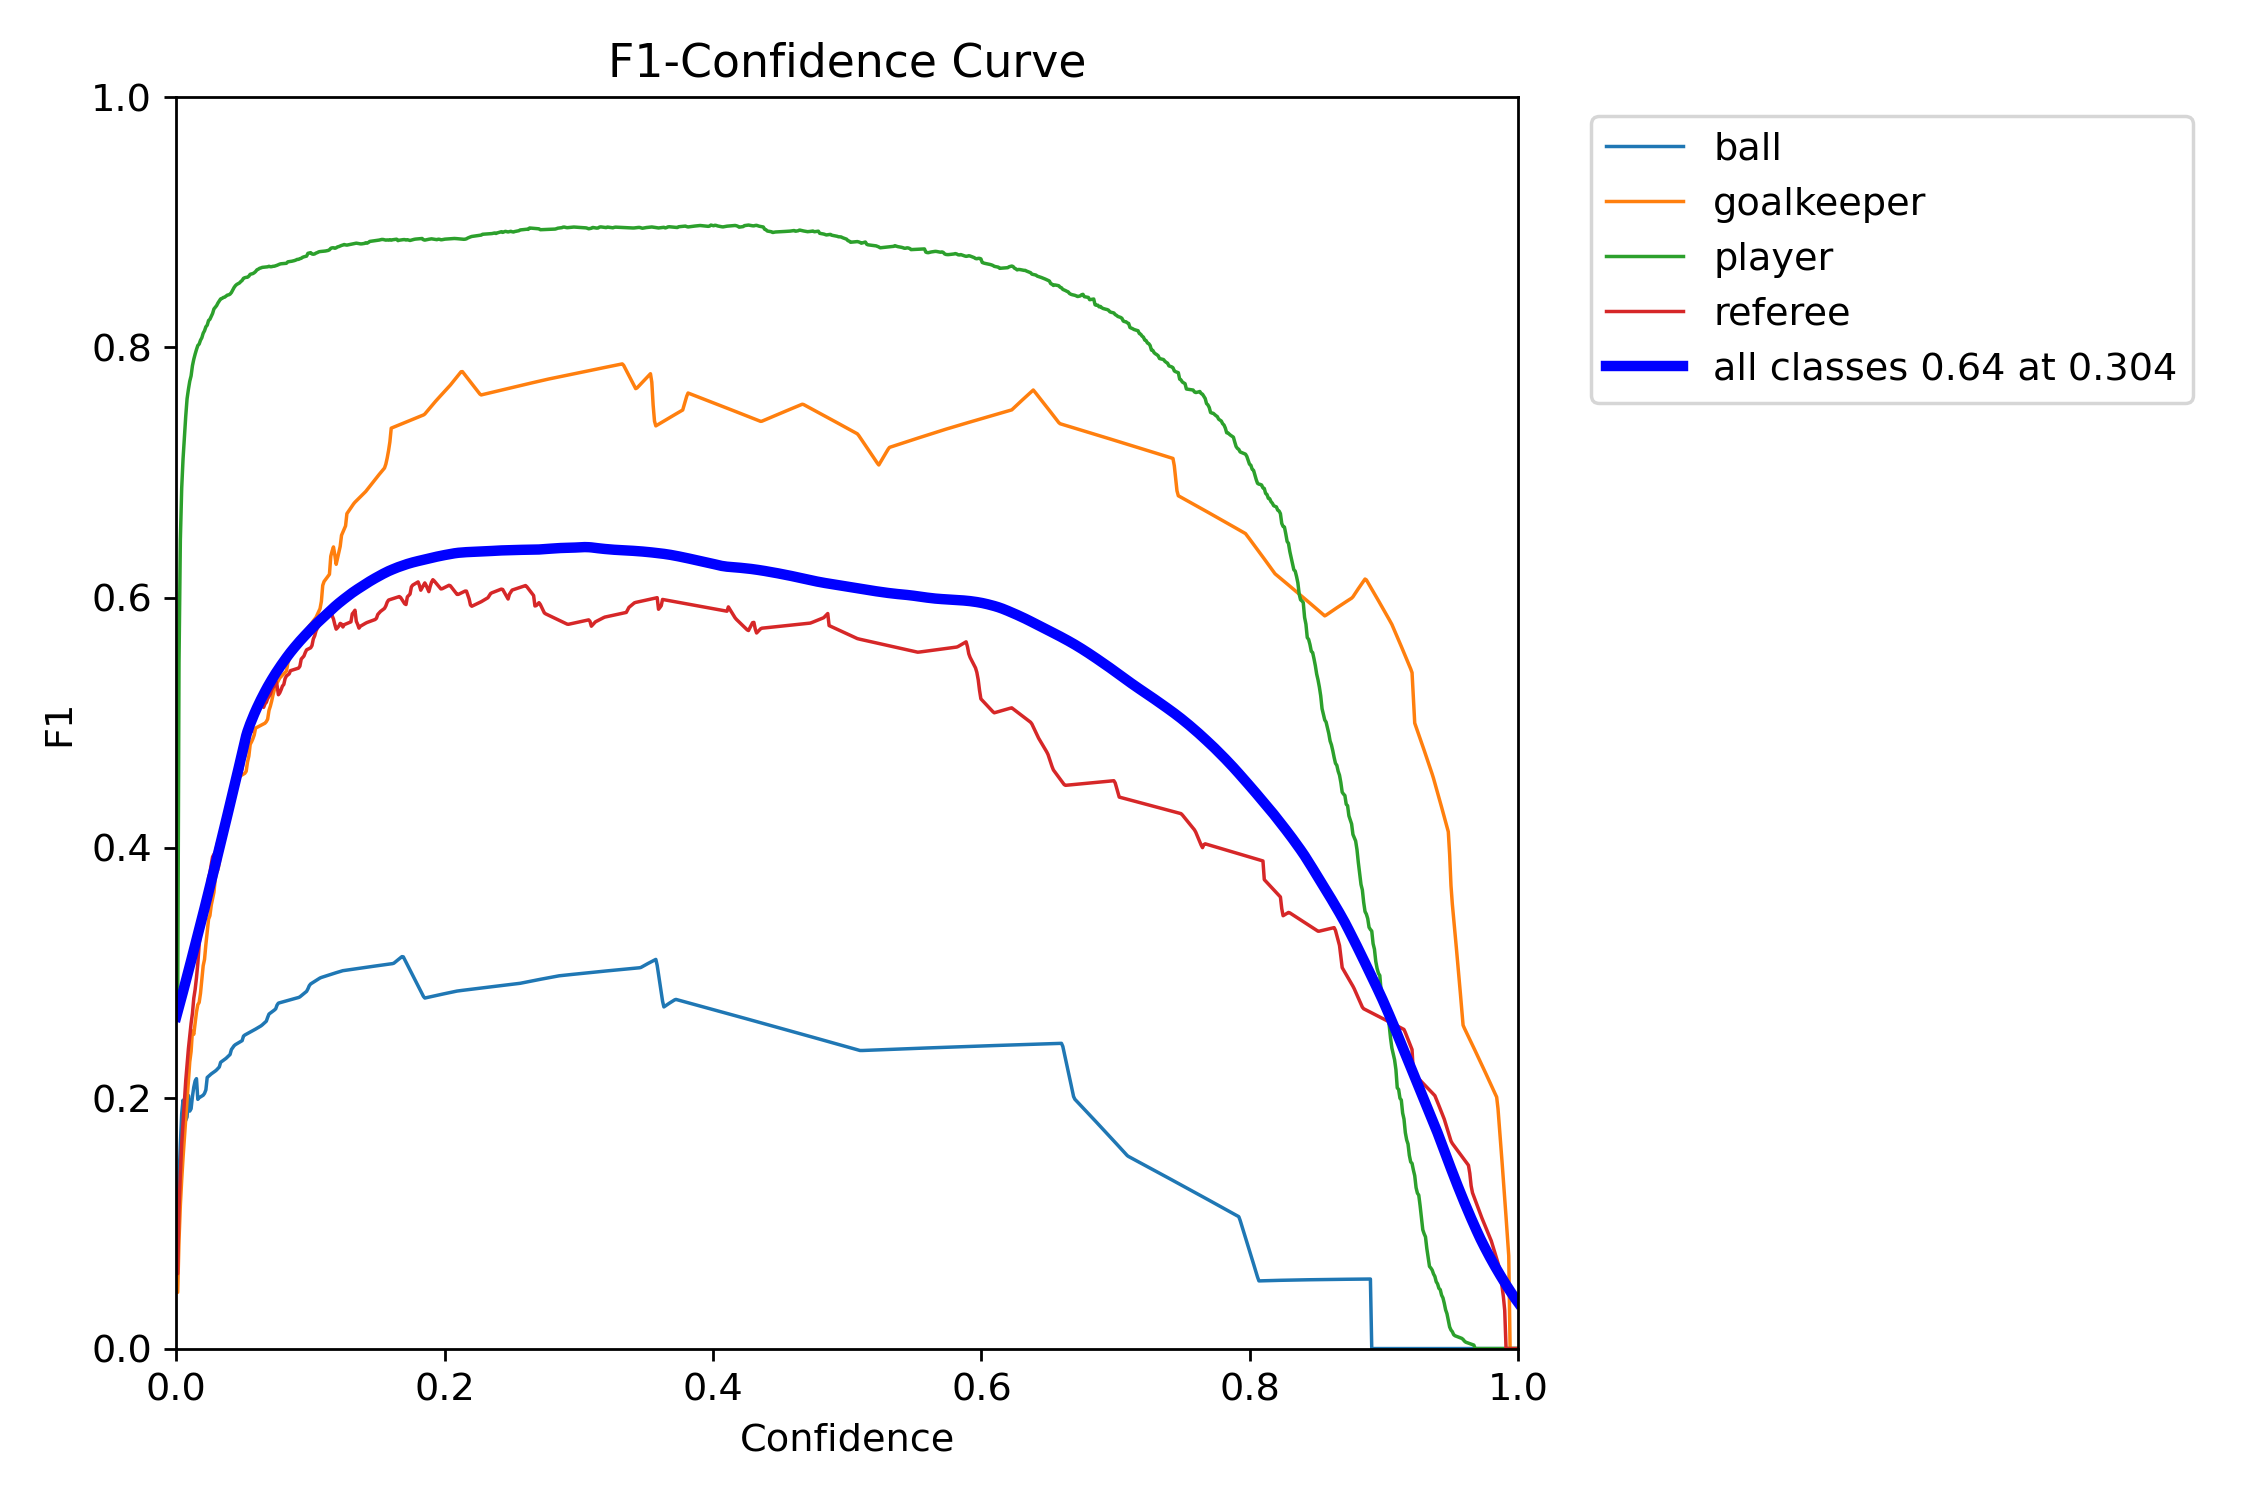 F1-Confidence Curve
1.0
0.8
0.6
0.4
0.2
0.0
F1
0.0 0.2 0.4 0.6 0.8 1.0
Confidence
ball
goalkeeper
player
referee
all classes 0.64 at 0.304